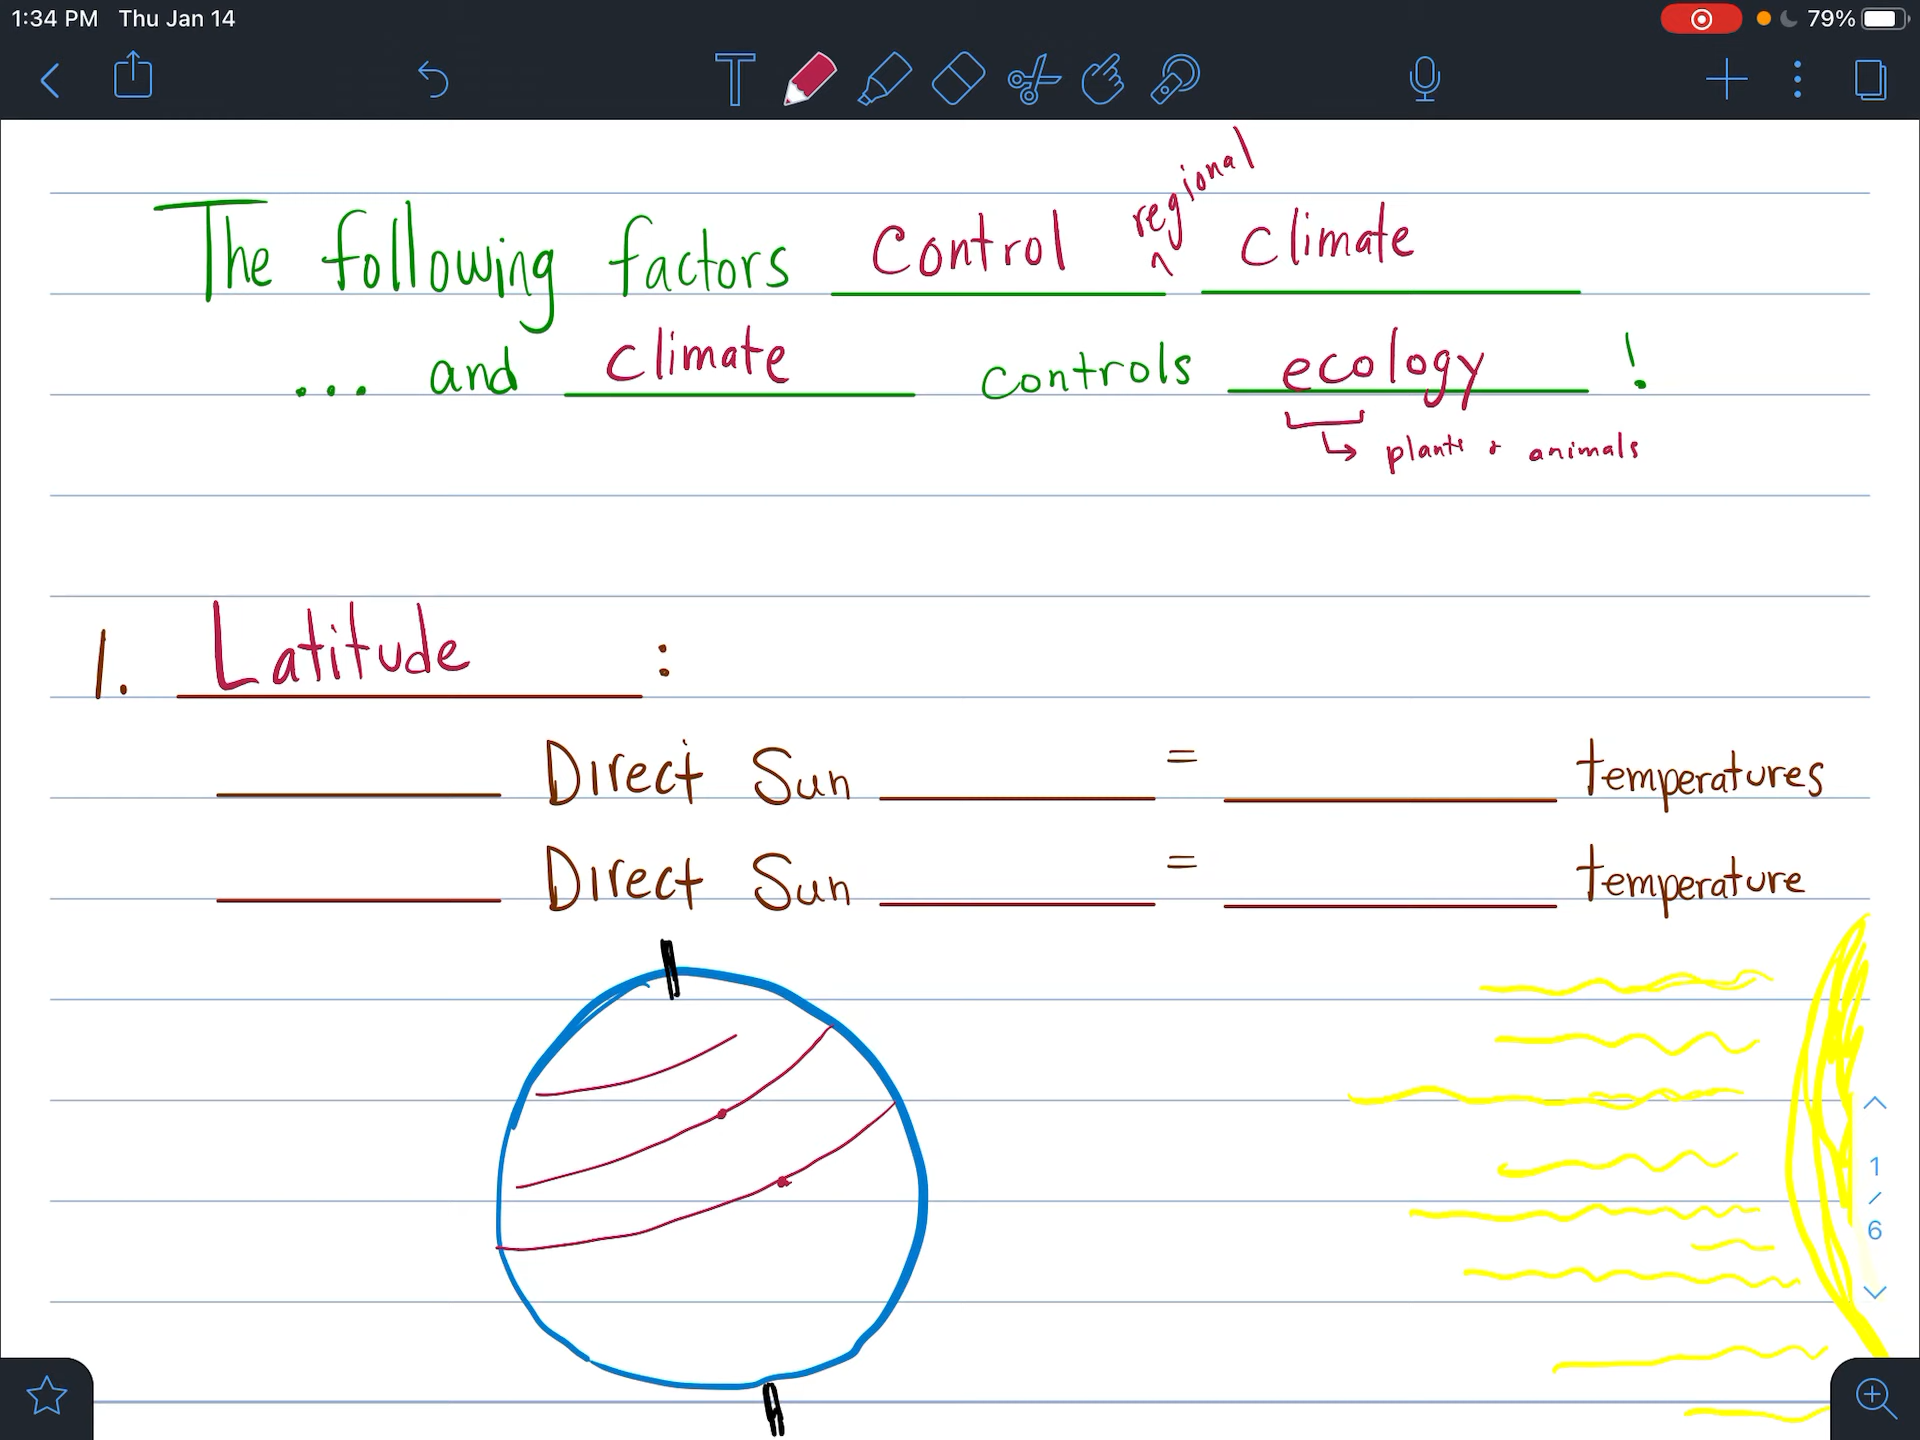 1:34 PM Thu Jan 14 79%
regional
The following factors Control ^ Climate
... and climate controls ecology !
↳ plants + animals
1. Latitude :
Direct Sun = temperatures
Direct Sun = temperature
1
/
6